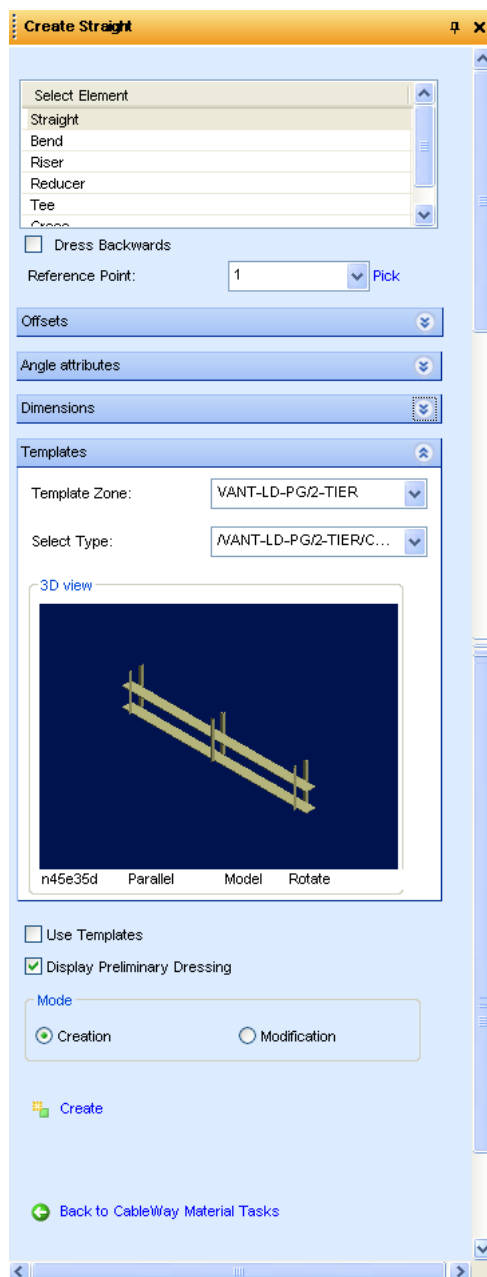 Create Straight
Select Element
Straight
Bend
Riser
Reducer
Tee
Cross
Dress Backwards
Reference Point: 1 Pick
Offsets
Angle attributes
Dimensions
Templates
Template Zone: VANT-LD-PG/2-TIER
Select Type: /VANT-LD-PG/2-TIER/C...
3D view
n45e35d Parallel Model Rotate
Use Templates
Display Preliminary Dressing
Mode
Creation Modification
Create
Back to CableWay Material Tasks